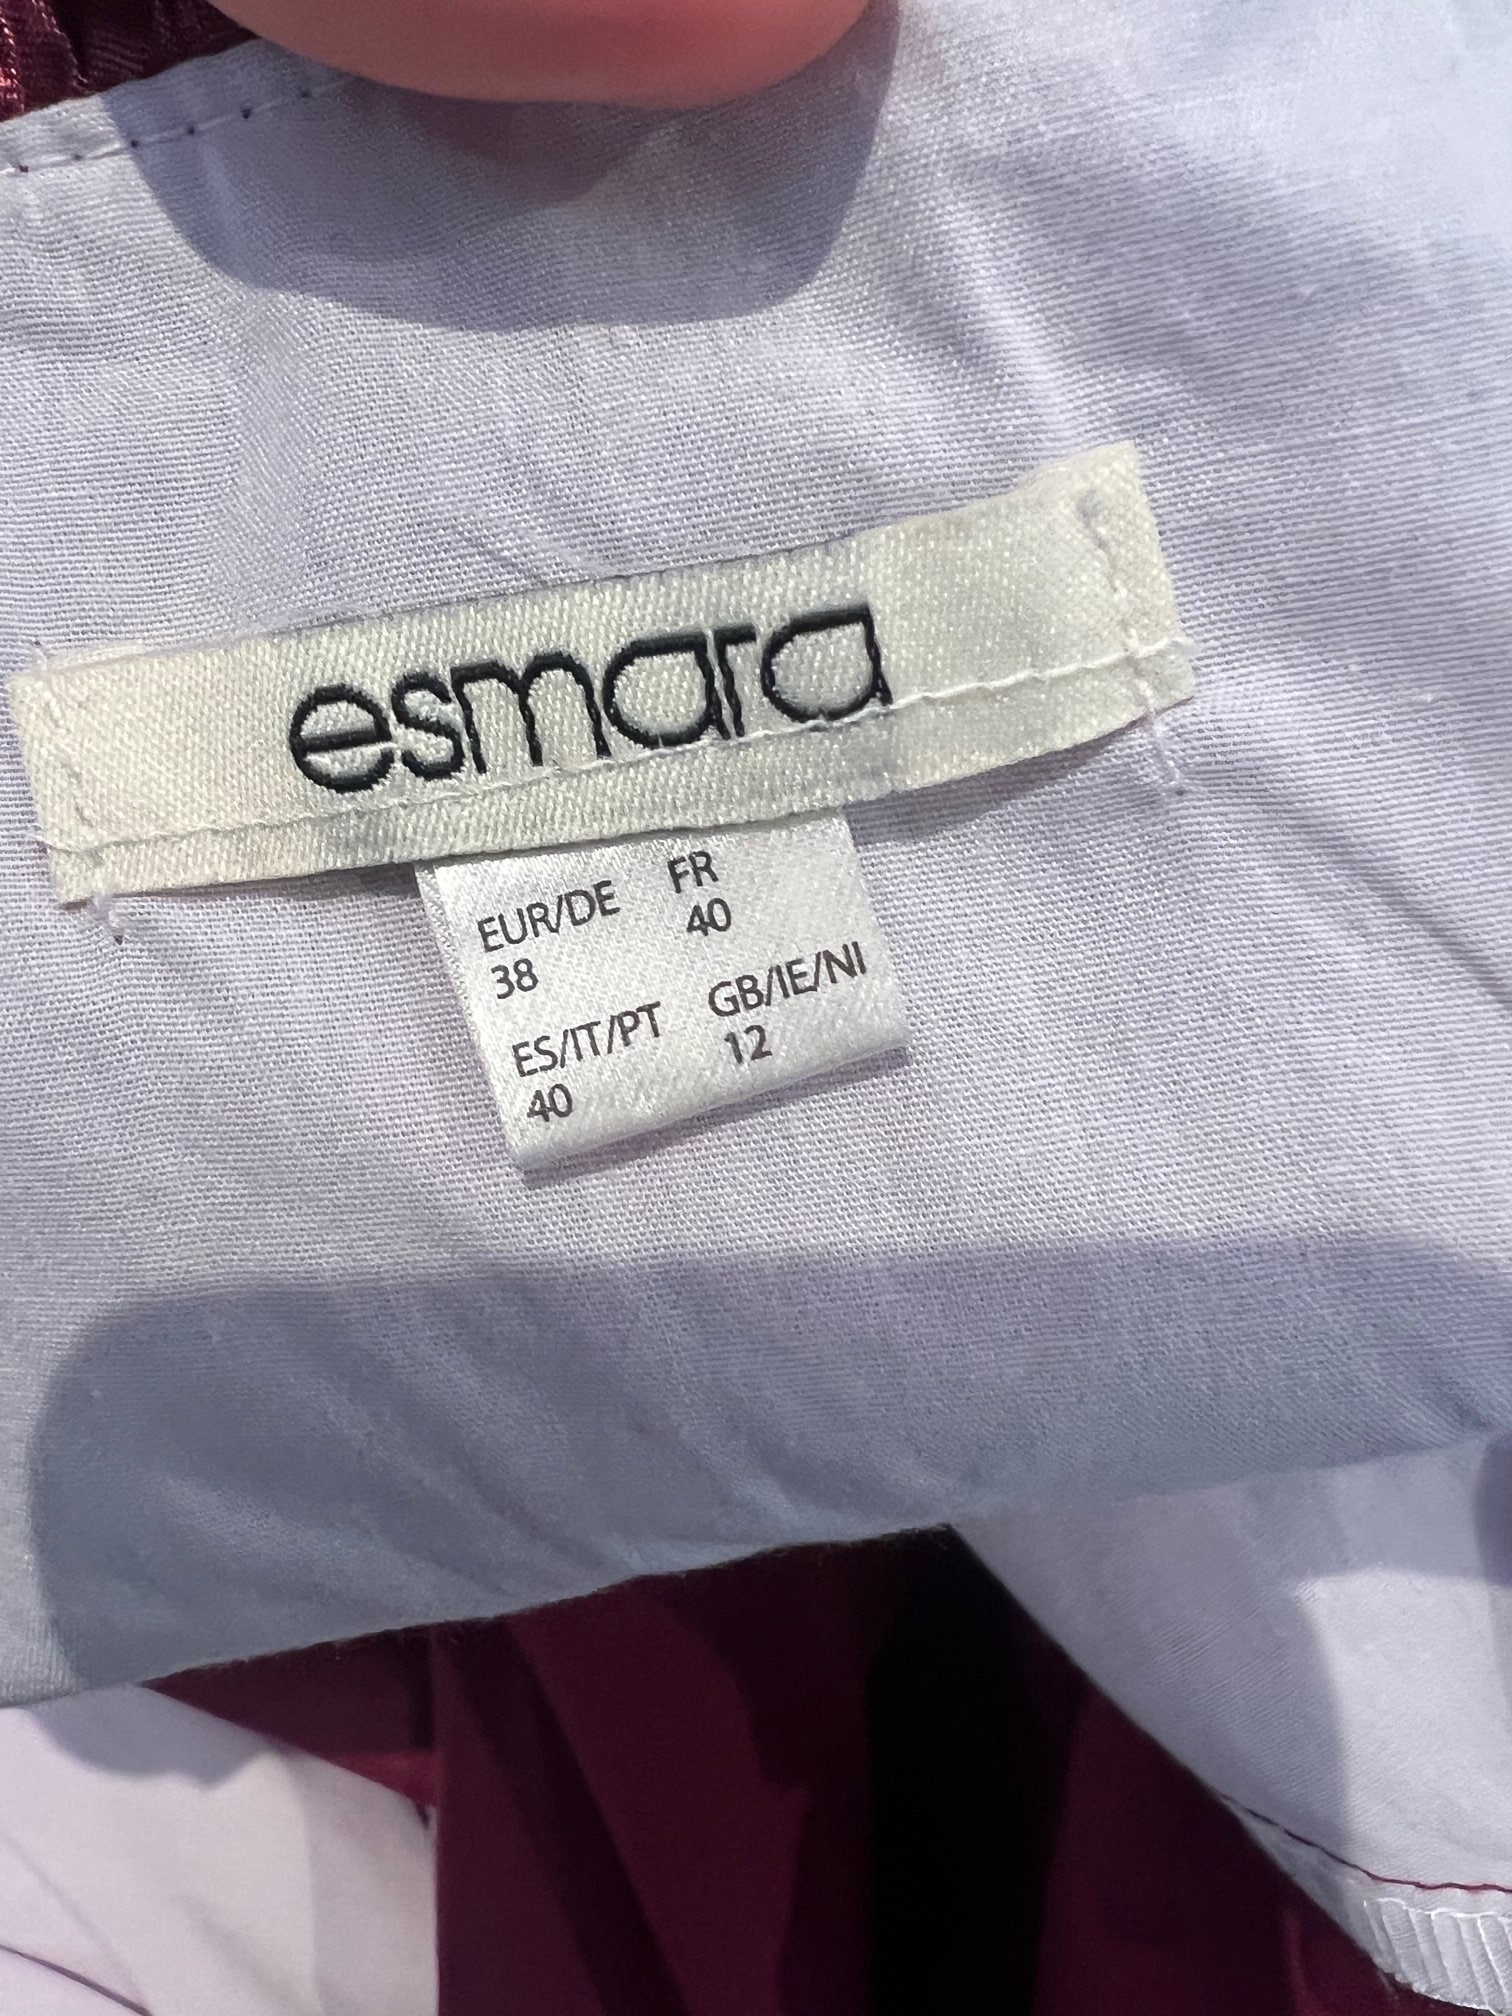 esmara
EUR/DE FR
38 40
ES/IT/PT GB/IE/NI
40 12